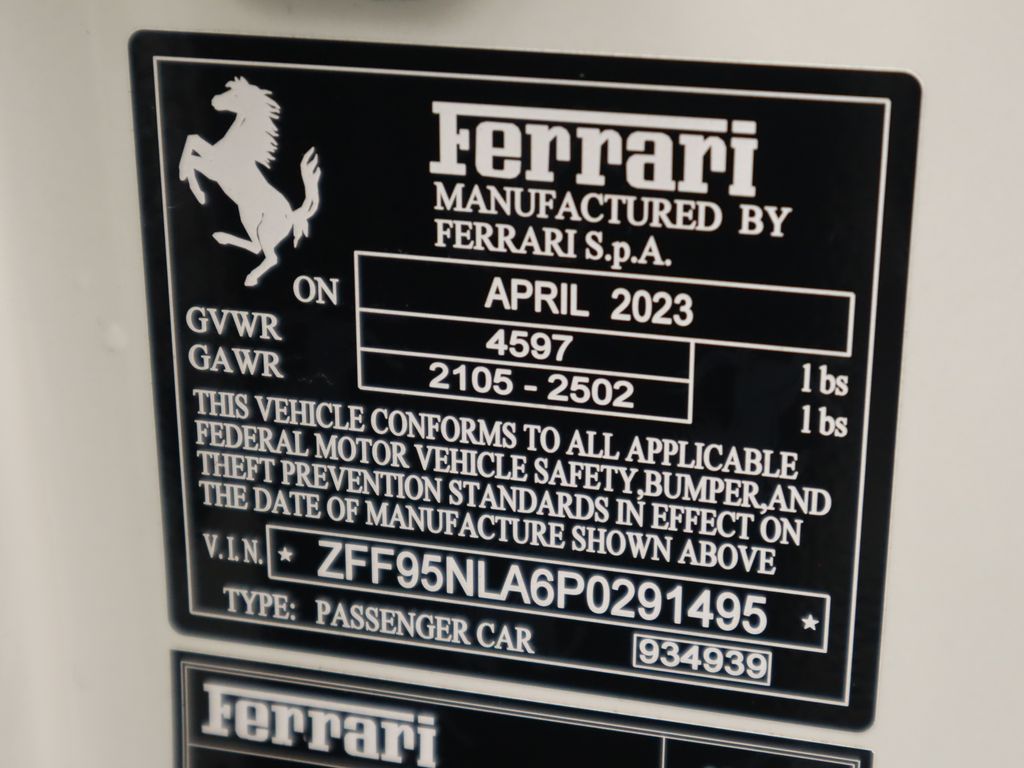 Ferrari
MANUFACTURED BY
FERRARI S.p.A.
ON APRIL 2023
GVWR 4597 lbs
GAWR 2105 - 2502 lbs
THIS VEHICLE CONFORMS TO ALL APPLICABLE
FEDERAL MOTOR VEHICLE SAFETY,BUMPER,AND
THEFT PREVENTION STANDARDS IN EFFECT ON
THE DATE OF MANUFACTURE SHOWN ABOVE
V.I.N. ★ ZFF95NLA6P0291495 ★
TYPE: PASSENGER CAR 934939
Ferrari